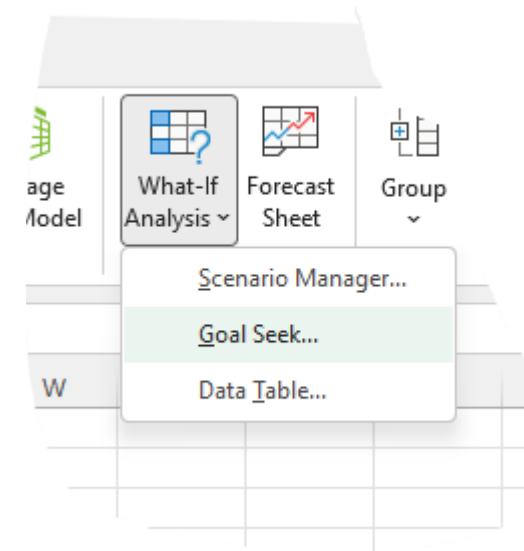 age
Model
What-If
Analysis
Forecast
Sheet
Group
Scenario Manager...
Goal Seek...
Data Table...
W